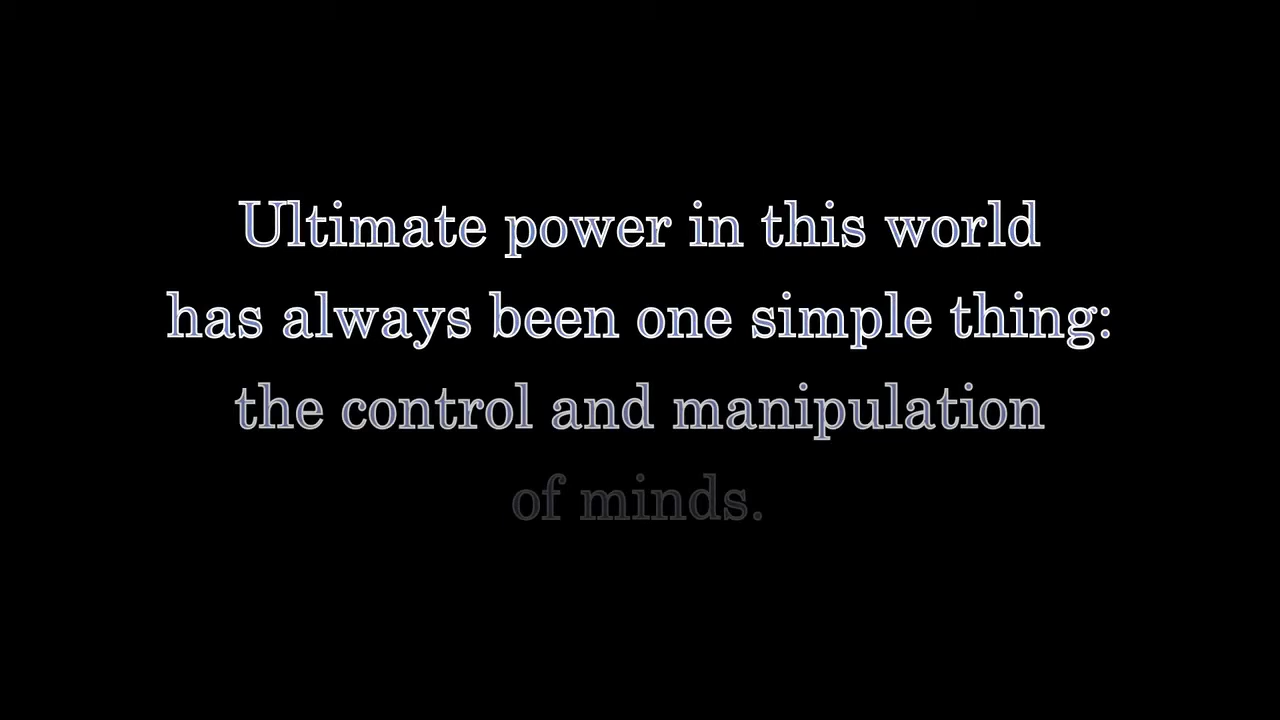 Ultimate power in this world
has always been one simple thing:
the control and manipulation
of minds.